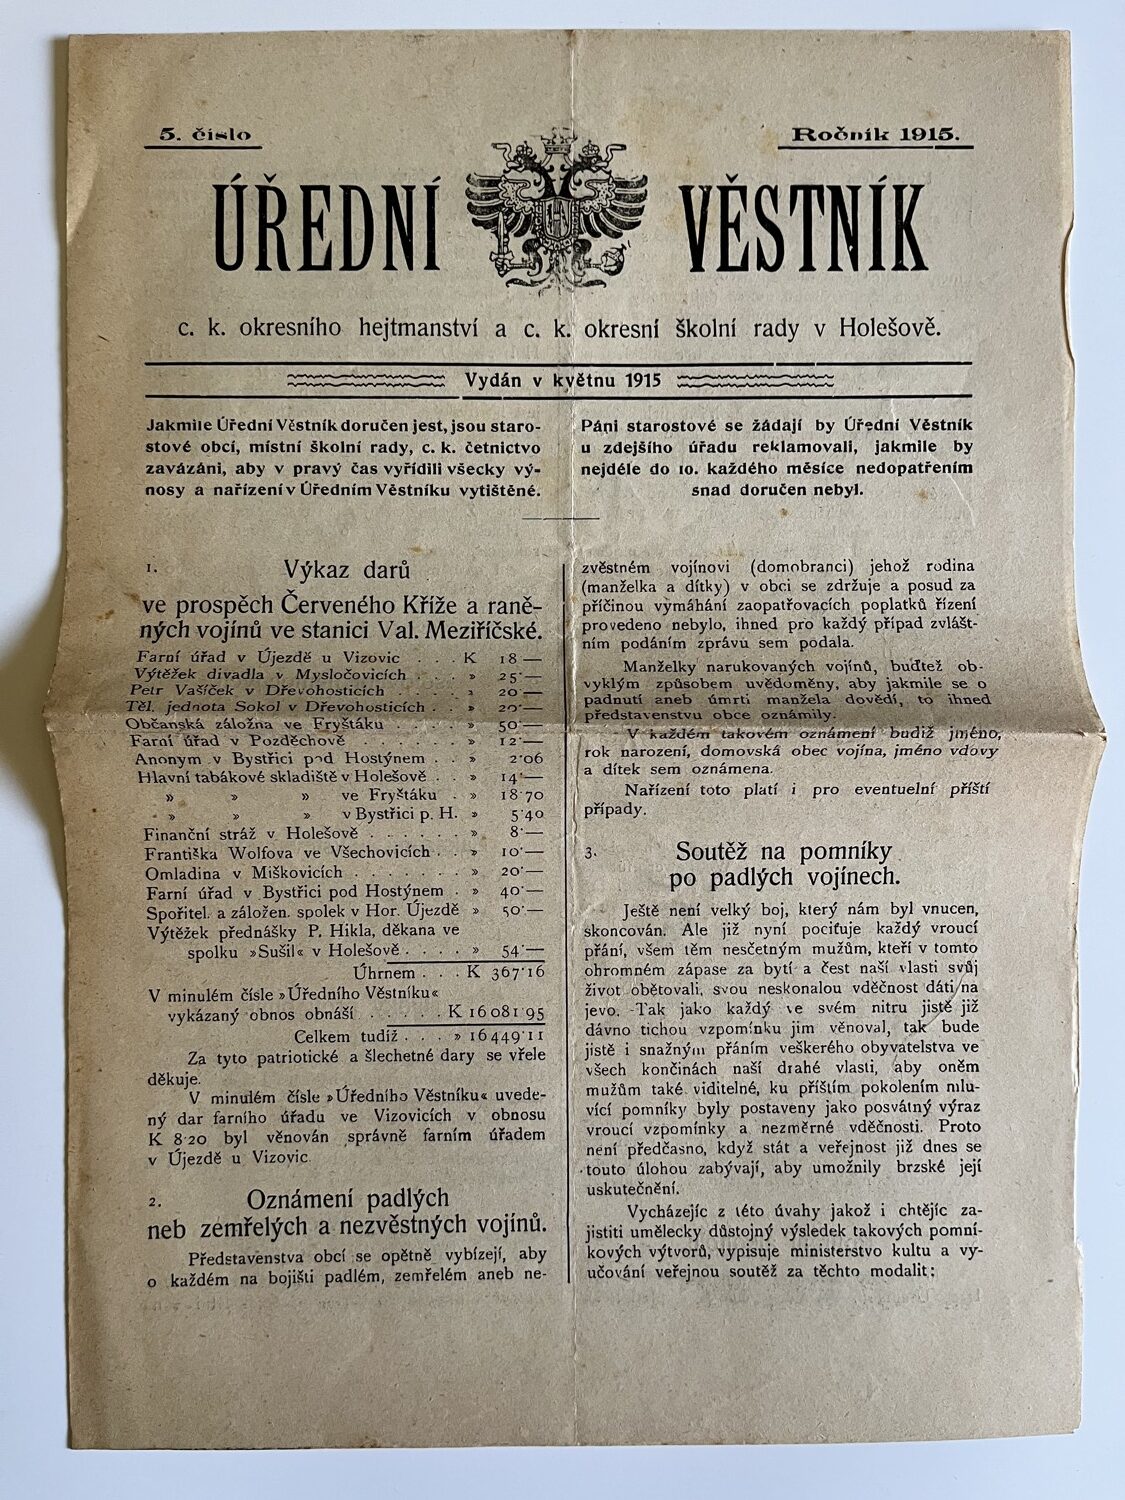 5. číslo
Ročník 1915.
ÚŘEDNÍ VĚSTNÍK
c. k. okresního hejtmanství a c. k. okresní školní rady v Holešově.
Vydán v květnu 1915
Jakmile Úřední Věstník doručen jest, jsou staro-
stové obcí, místní školní rady, c. k. četnictvo
zavázáni, aby v pravý čas vyřídili všecky vý-
nosy a nařízení v Úředním Věstníku vytištěné.
Páni starostové se žádají by Úřední Věstník
u zdejšího úřadu reklamovali, jakmile by
nejdéle do 10. každého měsíce nedopatřením
snad doručen nebyl.
1. Výkaz darů
ve prospěch Červeného Kříže a raně-
ných vojínů ve stanici Val. Meziříčské.
Farní úřad v Újezdě u Vizovic . . . K 18 —
Výtěžek divadla v Mysločovicích . . . » 25·—
Petr Vašíček v Dřevohosticích . . . . » 20·—
Těl. jednota Sokol v Dřevohosticích . . » 20·—
Občanská záložna ve Fryštáku . . . . » 50·—
Farní úřad v Pozděchově . . . . . . » 12·—
Anonym v Bystřici pod Hostýnem . . » 2·06
Hlavní tabákové skladiště v Holešově . . » 14·—
» » » ve Fryštáku . » 18·70
» » » v Bystřici p. H. » 5·40
Finanční stráž v Holešově . . . . . . » 8·—
Františka Wolfova ve Všechovicích . . » 10·—
Omladina v Miškovicích . . . . . . . » 20·—
Farní úřad v Bystřici pod Hostýnem . » 40·—
Spořitel. a záložen. spolek v Hor. Újezdě » 50·—
Výtěžek přednášky P. Hikla, děkana ve
spolku »Sušil« v Holešově . . . . » 54·—
Úhrnem . . . K 367·16
V minulém čísle »Úředního Věstníku«
vykázaný obnos obnáší . . . . . K 16081·95
Celkem tudíž . . . » 16449·11
Za tyto patriotické a šlechetné dary se vřele
děkuje.
V minulém čísle »Úředního Věstníku« uvede-
ný dar farního úřadu ve Vizovicích v obnosu
K 8·20 byl věnován správně farním úřadem
v Újezdě u Vizovic.
2. Oznámení padlých
neb zemřelých a nezvěstných vojínů.
Představenstva obcí se opětně vybízejí, aby
o každém na bojišti padlém, zemřelém aneb ne-
zvěstném vojínovi (domobranci) jehož rodina
(manželka a dítky) v obci se zdržuje a posud za
příčinou vymáhání zaopatřovacích poplatků řízení
provedeno nebylo, ihned pro každý případ zvlášt-
ním podáním zprávu sem podala.
Manželky narukovaných vojínů, buďtež ob-
vyklým způsobem uvědoměny, aby jakmile se o
padnutí aneb úmrtí manžela dovědí, to ihned
představenstvu obce oznámily.
V každém takovém oznámení budiž jméno,
rok narození, domovská obec vojína, jméno vdovy
a dítek sem oznámena.
Nařízení toto platí i pro eventuelní příští
případy.
3. Soutěž na pomníky
po padlých vojínech.
Ještě není velký boj, který nám byl vnucen,
skoncován. Ale již nyní pociťuje každý vroucí
přání, všem těm nesčetným mužům, kteří v tomto
ohromném zápase za bytí a čest naší vlasti svůj
život obětovali, svou neskonalou vděčnost dáti na
jevo. Tak jako každý ve svém nitru jistě již
dávno tichou vzpomínku jim věnoval, tak bude
jistě i snažným přáním veškerého obyvatelstva ve
všech končinách naší drahé vlasti, aby oněm
mužům také viditelné, ku příštím pokolením mlu-
vící pomníky byly postaveny jako posvátný výraz
vroucí vzpomínky a nezměrné vděčnosti. Proto
není předčasno, když stát a veřejnost již dnes se
touto úlohou zabývají, aby umožnily brzské její
uskutečnění.
Vycházejíc z této úvahy jakož i chtějíc za-
jistiti umělecky důstojný výsledek takových pomní-
kových výtvorů, vypisuje ministerstvo kultu a vy-
učování veřejnou soutěž za těchto modalit: